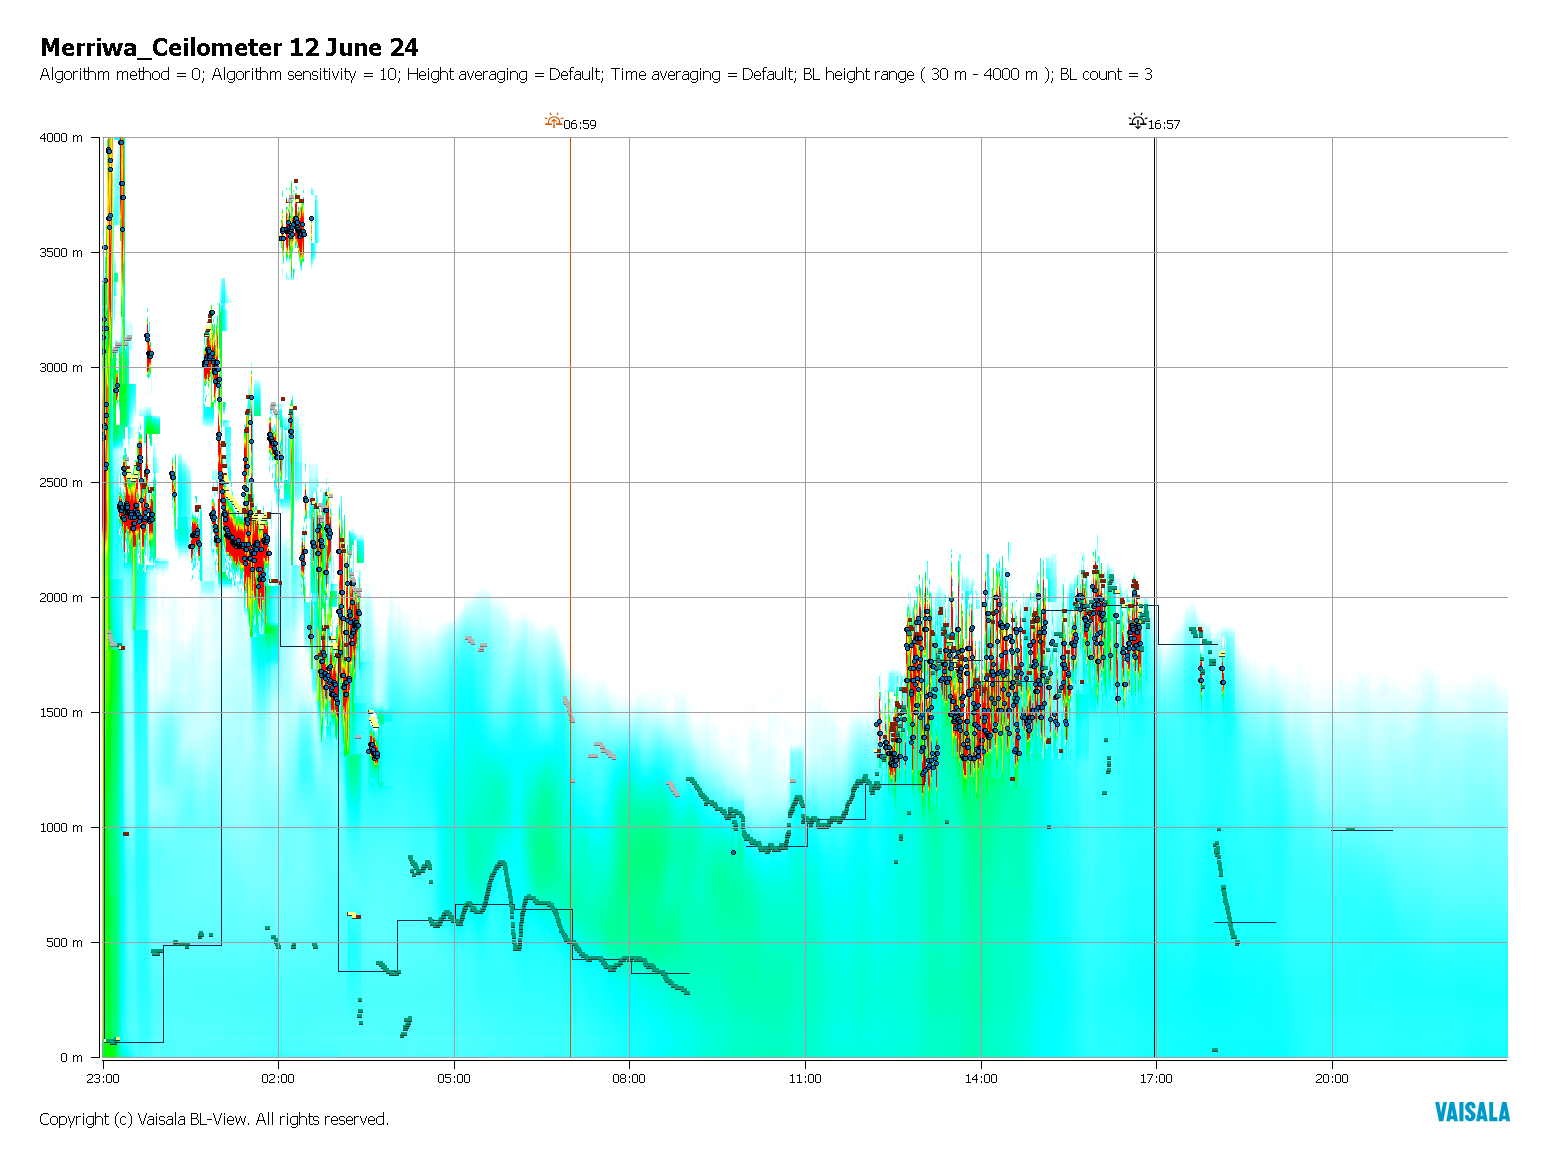 Merriwa_Ceilometer 12 June 24
Algorithm method = 0; Algorithm sensitivity = 10; Height averaging = Default; Time averaging = Default; BL height range ( 30 m - 4000 m ); BL count = 3
06:59
16:57
4000 m
3500 m
3000 m
2500 m
2000 m
1500 m
1000 m
500 m
0 m
23:00
02:00
05:00
08:00
11:00
14:00
17:00
20:00
Copyright (c) Vaisala BL-View. All rights reserved.
VAISALA